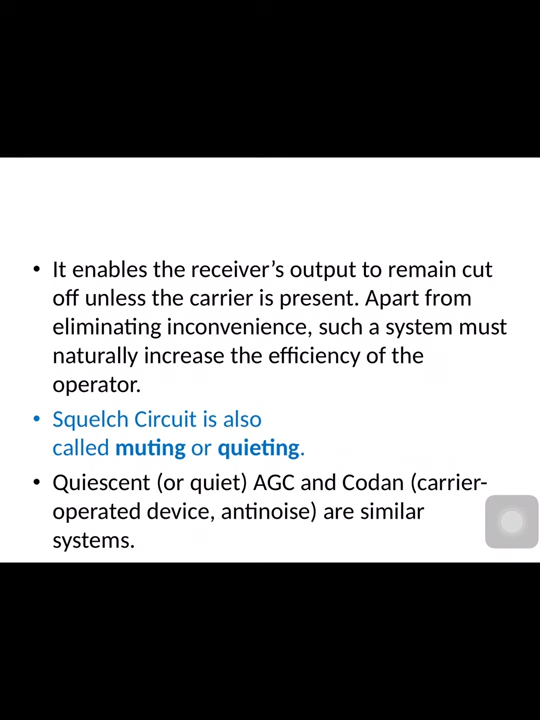 • It enables the receiver’s output to remain cut
off unless the carrier is present. Apart from
eliminating inconvenience, such a system must
naturally increase the efficiency of the
operator.
• Squelch Circuit is also
called muting or quieting.
• Quiescent (or quiet) AGC and Codan (carrier-
operated device, antinoise) are similar
systems.